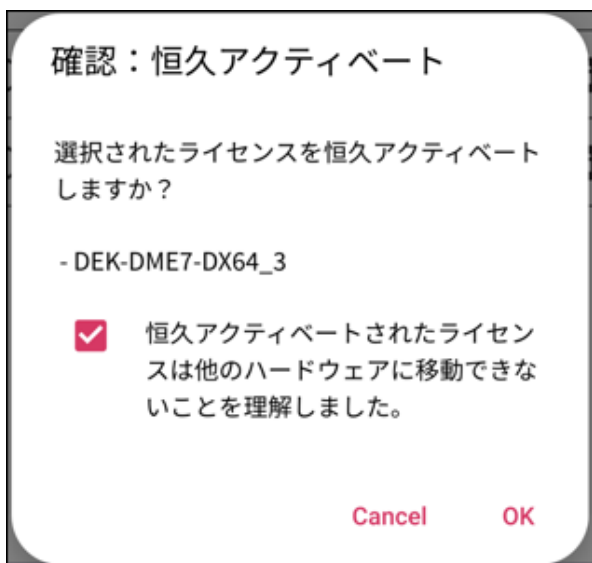 確認：恒久アクティベート
選択されたライセンスを恒久アクティベート
しますか？
- DEK-DME7-DX64_3
恒久アクティベートされたライセン
スは他のハードウェアに移動できな
いことを理解しました。
Cancel OK